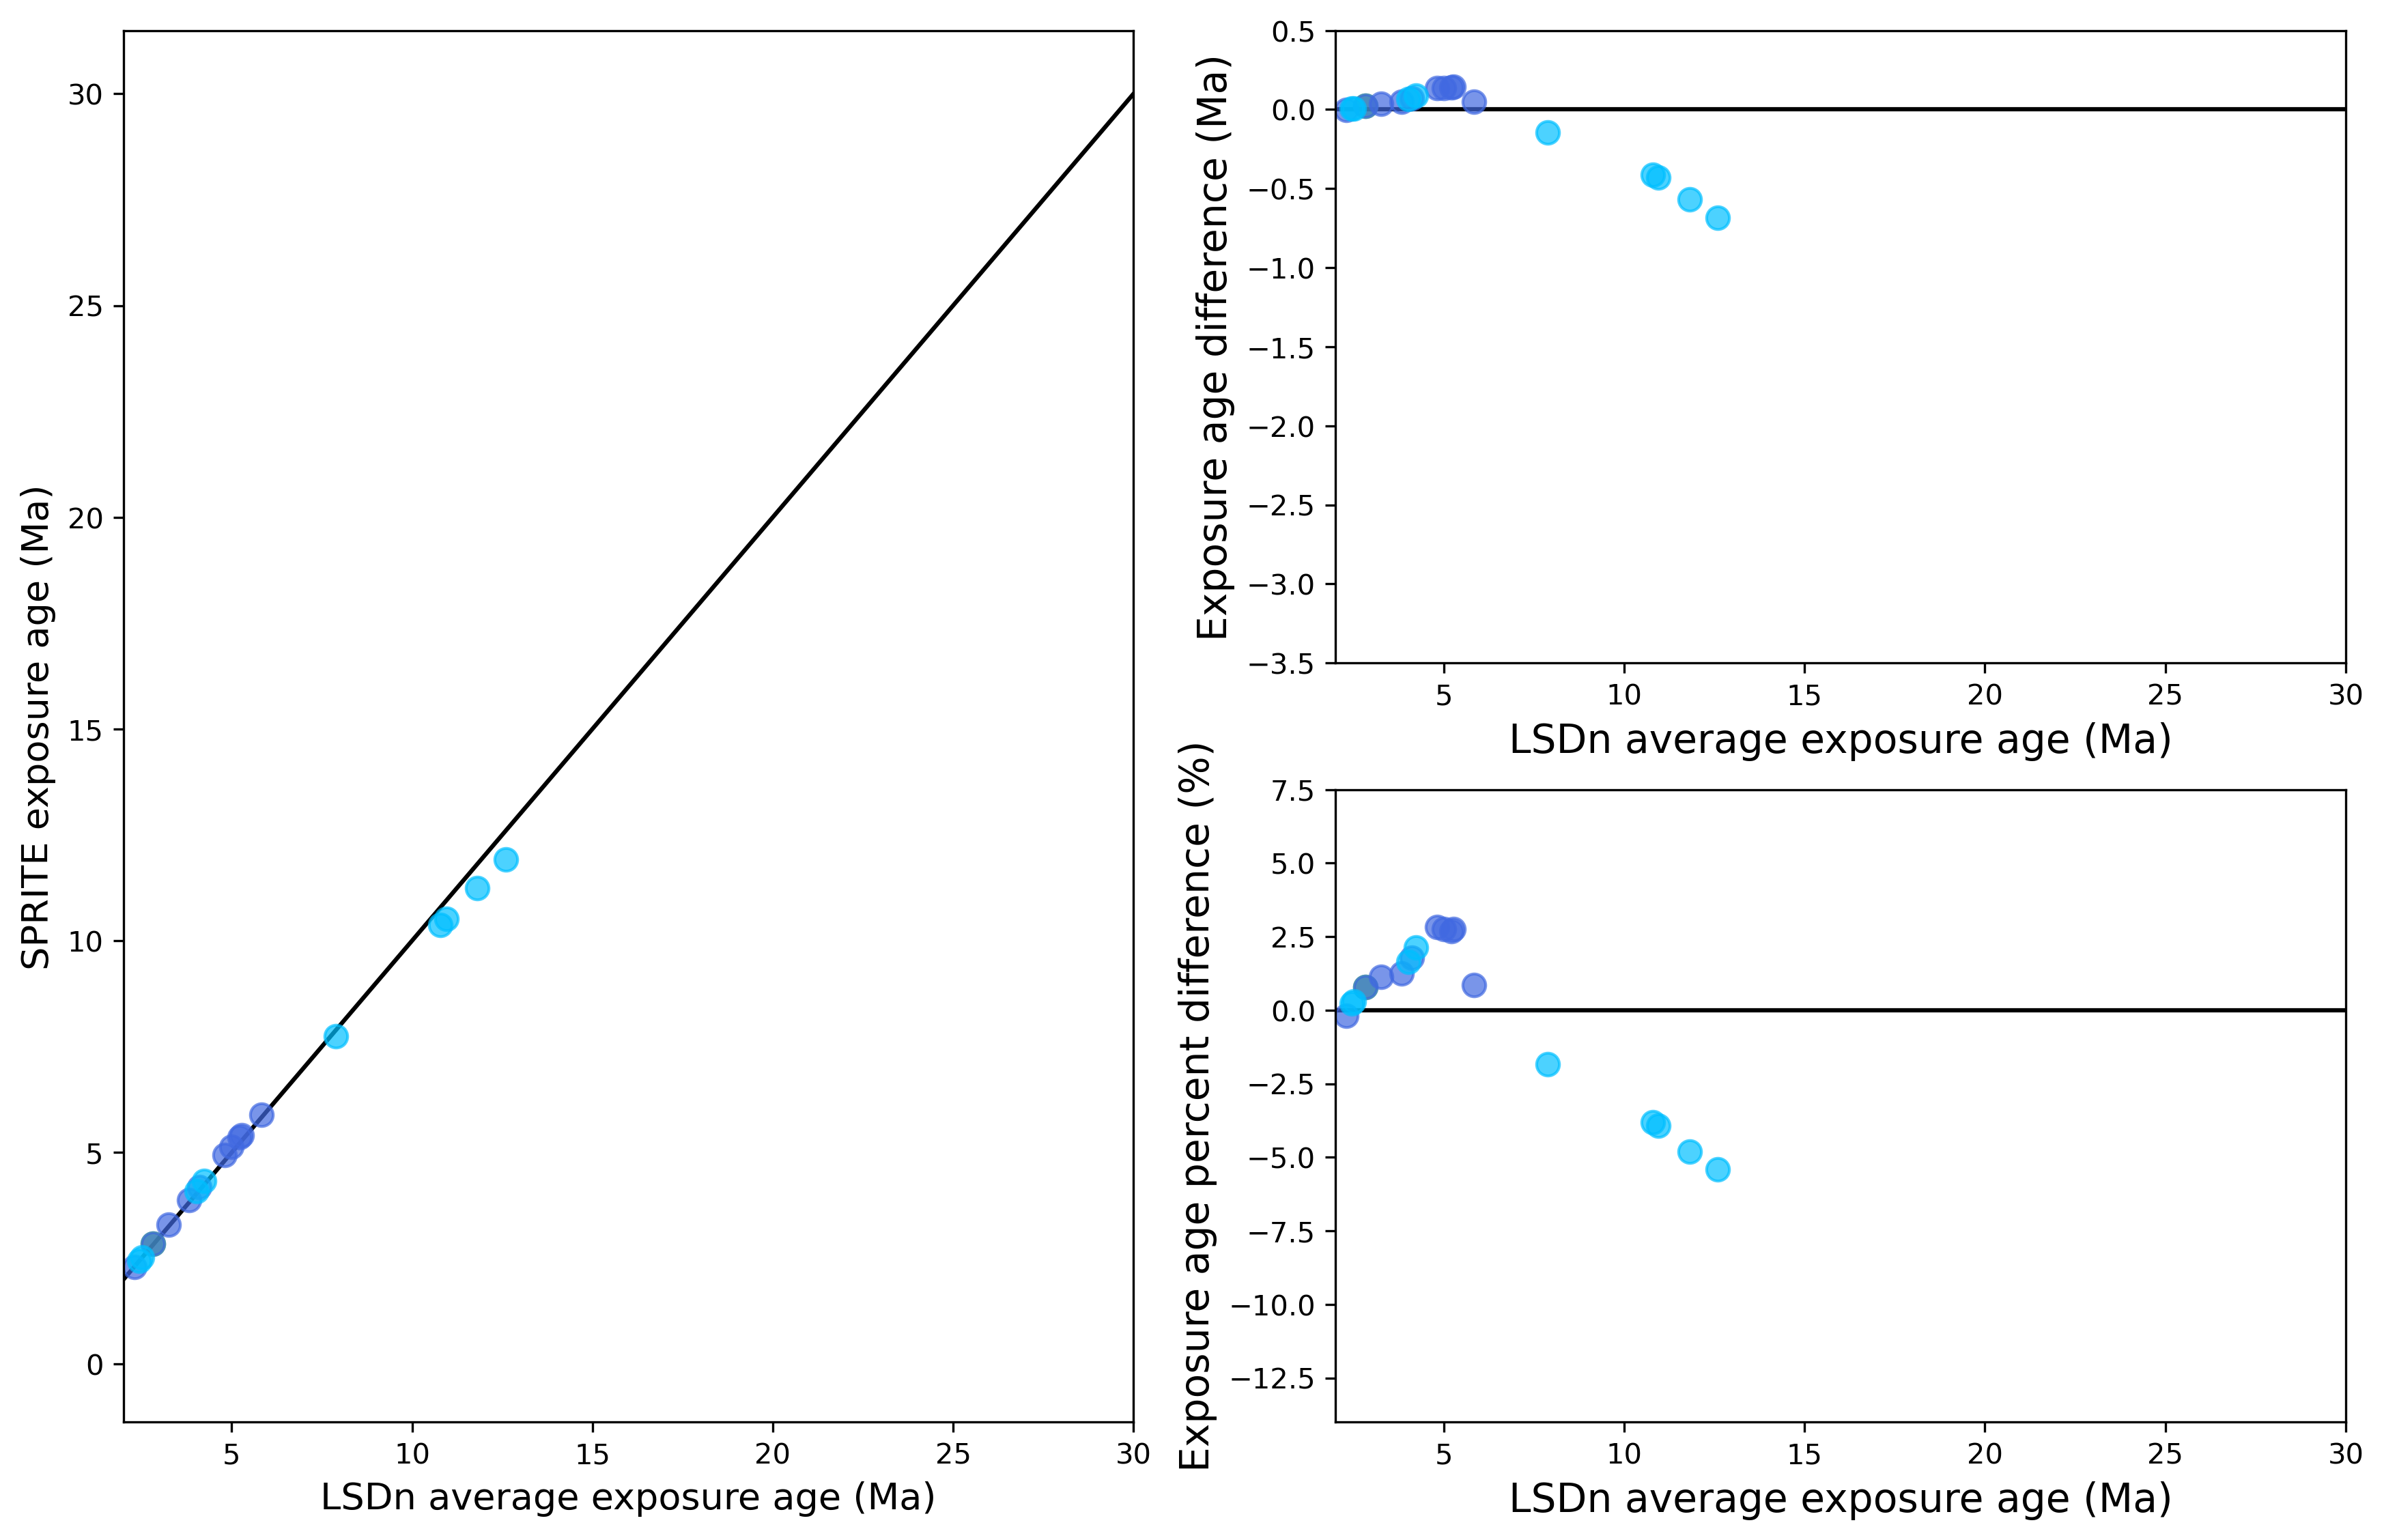 SPRITE exposure age (Ma)
30
25
20
15
10
5
0
5 10 15 20 25 30
LSDn average exposure age (Ma)
Exposure age difference (Ma)
0.5
0.0
−0.5
−1.0
−1.5
−2.0
−2.5
−3.0
−3.5
5 10 15 20 25 30
LSDn average exposure age (Ma)
Exposure age percent difference (%)
7.5
5.0
2.5
0.0
−2.5
−5.0
−7.5
−10.0
−12.5
5 10 15 20 25 30
LSDn average exposure age (Ma)